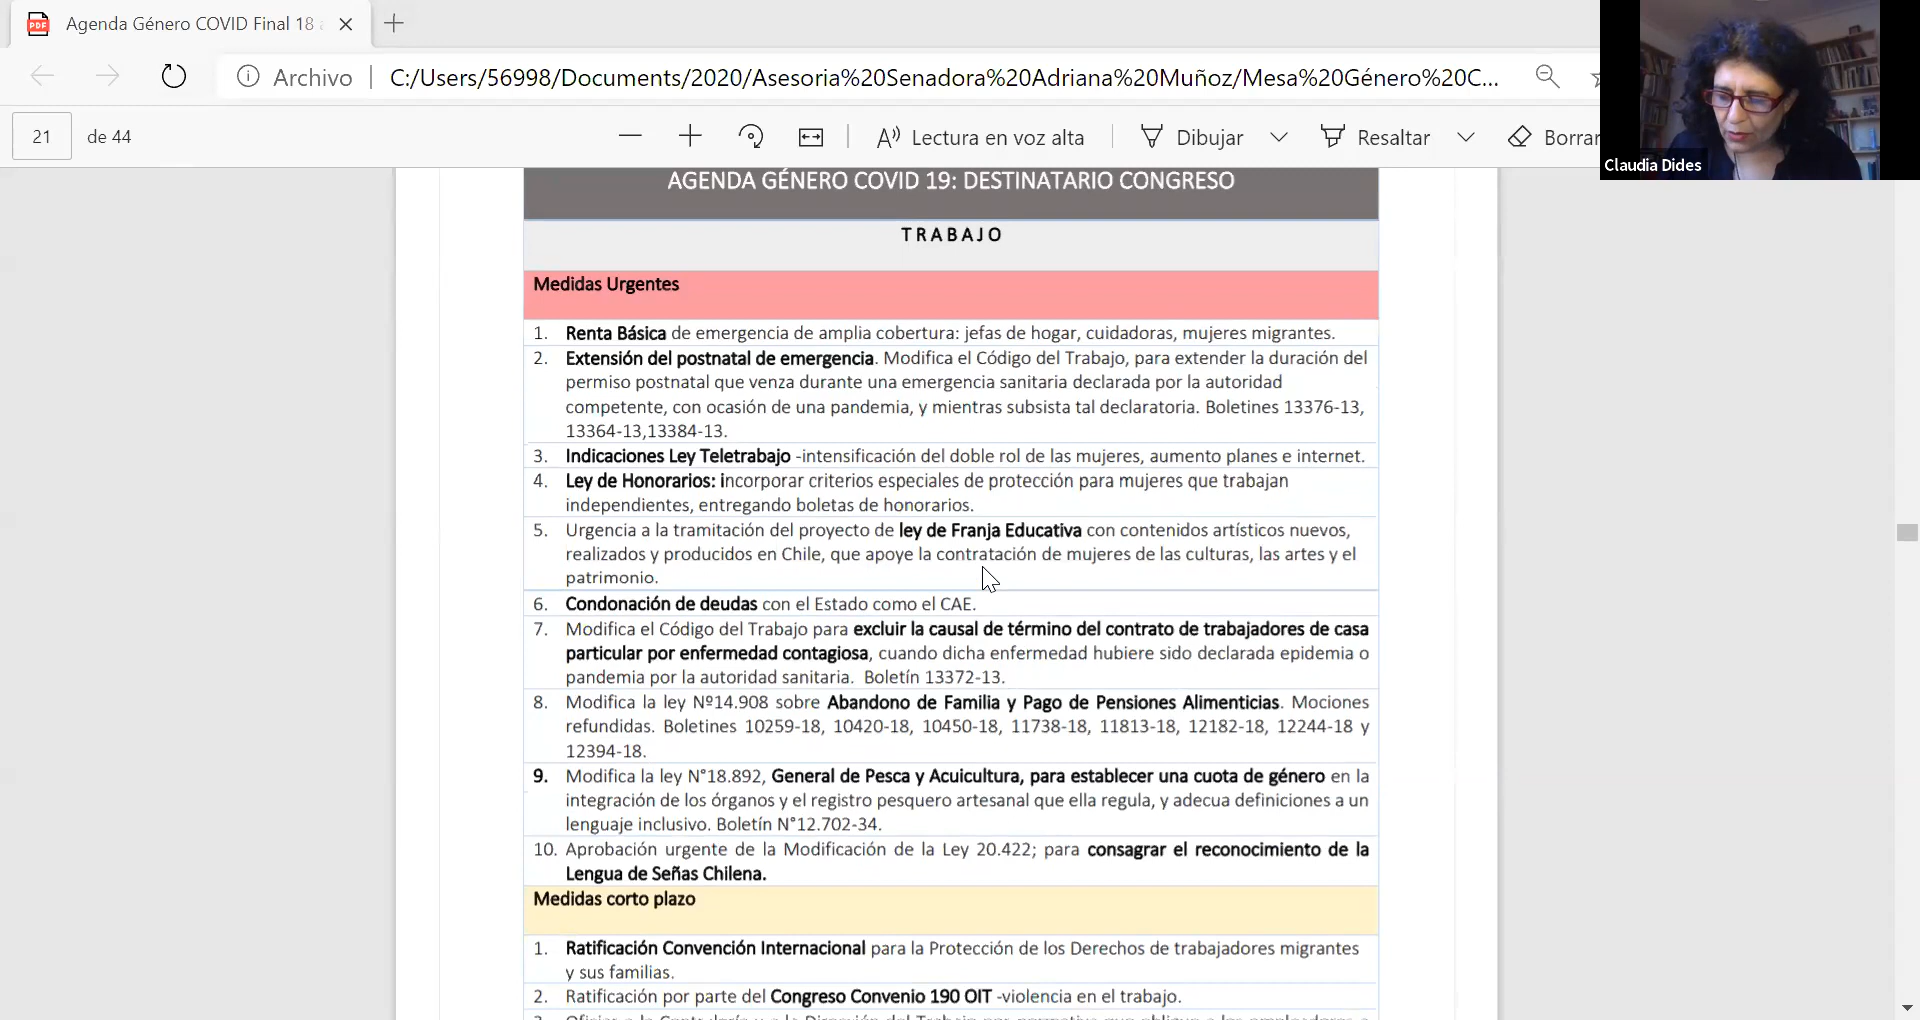 Agenda Género COVID Final 18
Archivo
C:/Users/56998/Documents/2020/Asesoria%20Senadora%20Adriana%20Muñoz/Mesa%20Género%20C...
21 de 44
Lectura en voz alta
Dibujar
Resaltar
Borrar
Claudia Dides
AGENDA GÉNERO COVID 19: DESTINATARIO CONGRESO
TRABAJO
Medidas Urgentes
1. Renta Básica de emergencia de amplia cobertura: jefas de hogar, cuidadoras, mujeres migrantes.
2. Extensión del postnatal de emergencia. Modifica el Código del Trabajo, para extender la duración del
permiso postnatal que venza durante una emergencia sanitaria declarada por la autoridad
competente, con ocasión de una pandemia, y mientras subsista tal declaratoria. Boletines 13376-13,
13364-13,13384-13.
3. Indicaciones Ley Teletrabajo -intensificación del doble rol de las mujeres, aumento planes e internet.
4. Ley de Honorarios: incorporar criterios especiales de protección para mujeres que trabajan
independientes, entregando boletas de honorarios.
5. Urgencia a la tramitación del proyecto de ley de Franja Educativa con contenidos artísticos nuevos,
realizados y producidos en Chile, que apoye la contratación de mujeres de las culturas, las artes y el
patrimonio.
6. Condonación de deudas con el Estado como el CAE.
7. Modifica el Código del Trabajo para excluir la causal de término del contrato de trabajadores de casa
particular por enfermedad contagiosa, cuando dicha enfermedad hubiere sido declarada epidemia o
pandemia por la autoridad sanitaria. Boletín 13372-13.
8. Modifica la ley Nº14.908 sobre Abandono de Familia y Pago de Pensiones Alimenticias. Mociones
refundidas. Boletines 10259-18, 10420-18, 10450-18, 11738-18, 11813-18, 12182-18, 12244-18 y
12394-18.
9. Modifica la ley N°18.892, General de Pesca y Acuicultura, para establecer una cuota de género en la
integración de los órganos y el registro pesquero artesanal que ella regula, y adecua definiciones a un
lenguaje inclusivo. Boletín N°12.702-34.
10. Aprobación urgente de la Modificación de la Ley 20.422; para consagrar el reconocimiento de la
Lengua de Señas Chilena.
Medidas corto plazo
1. Ratificación Convención Internacional para la Protección de los Derechos de trabajadores migrantes
y sus familias.
2. Ratificación por parte del Congreso Convenio 190 OIT -violencia en el trabajo.